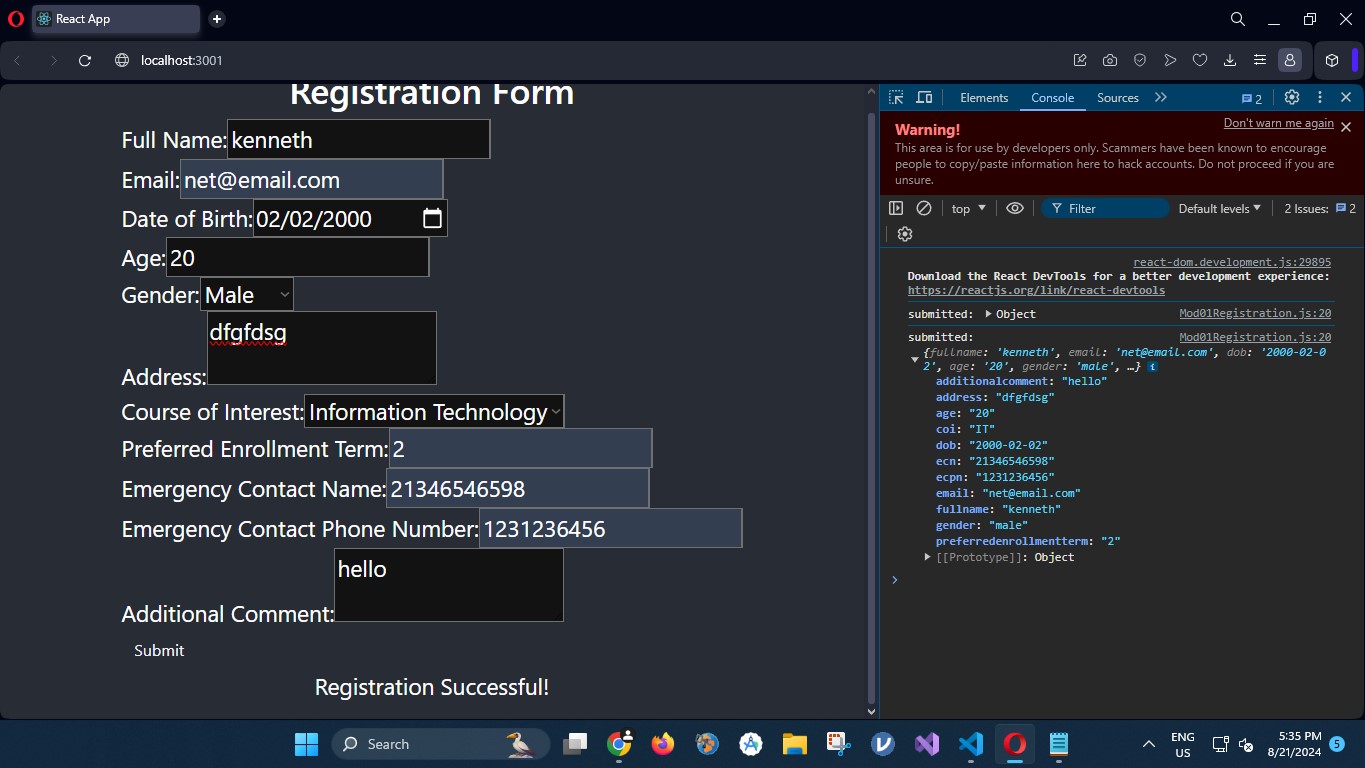 React App
localhost:3001
Registration Form
Full Name: kenneth
Email: net@email.com
Date of Birth: 02/02/2000
Age: 20
Gender: Male
dfgfdsg
Address:
Course of Interest: Information Technology
Preferred Enrollment Term: 2
Emergency Contact Name: 21346546598
Emergency Contact Phone Number: 1231236456
hello
Additional Comment:
Submit
Registration Successful!
Elements Console Sources 2
Warning! Don't warn me again
This area is for use by developers only. Scammers have been known to encourage
people to copy/paste information here to hack accounts. Do not proceed if you are
unsure.
top Filter Default levels 2 Issues: 2
react-dom.development.js:29895
Download the React DevTools for a better development experience:
https://reactjs.org/link/react-devtools
submitted: Object Mod01Registration.js:20
submitted: Mod01Registration.js:20
{fullname: 'kenneth', email: 'net@email.com', dob: '2000-02-0
2', age: '20', gender: 'male', …} i
additionalcomment: "hello"
address: "dfgfdsg"
age: "20"
coi: "IT"
dob: "2000-02-02"
ecn: "21346546598"
ecpn: "1231236456"
email: "net@email.com"
fullname: "kenneth"
gender: "male"
preferredenrollmentterm: "2"
[[Prototype]]: Object
Search
ENG
US
5:35 PM
8/21/2024
5